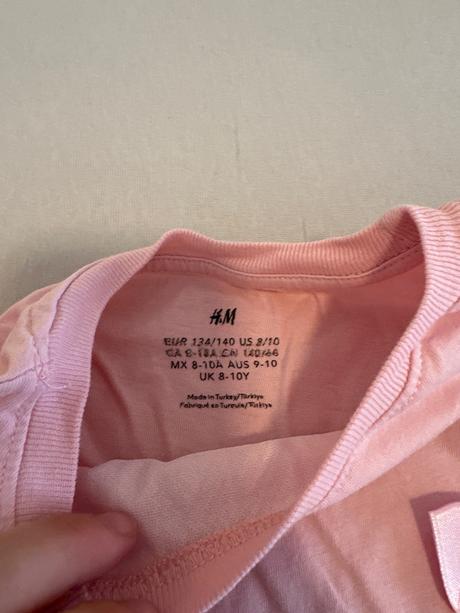 H&M
EUR 134/140 US 8/10
CA 8-10A CN 140/66
MX 8-10A AUS 9-10
UK 8-10Y
Made in Turkey/Türkiye
Fabriqué en Turquie/Türkiye